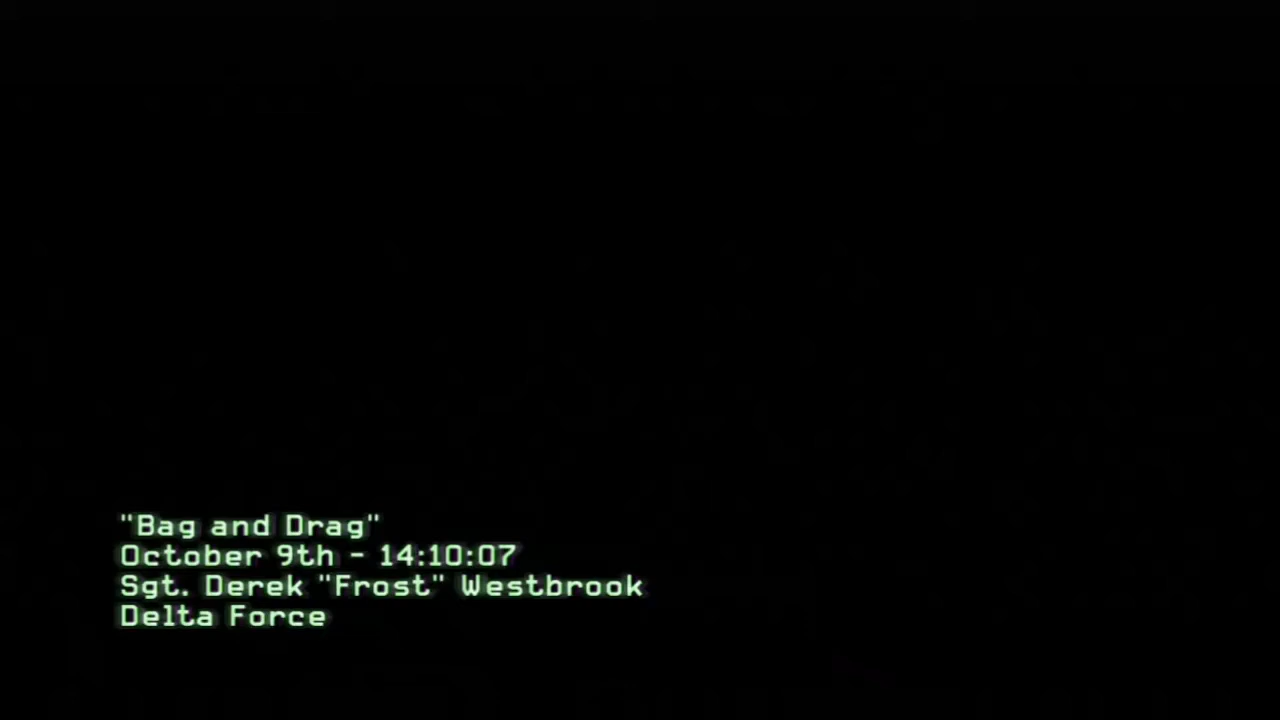 "Bag and Drag"
October 9th - 14:10:07
Sgt. Derek "Frost" Westbrook
Delta Force